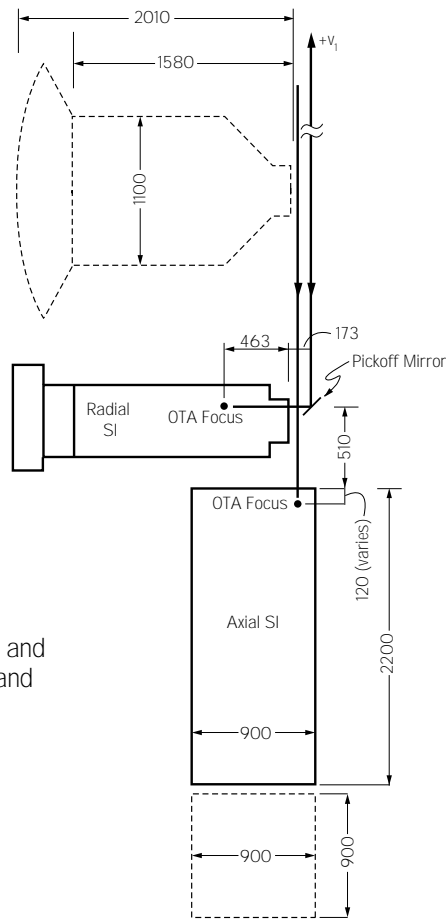 2010
+V1
1580
1100
463
173
Pickoff Mirror
Radial
SI
OTA Focus
510
OTA Focus
120 (varies)
Axial SI
2200
and
and
900
900
900